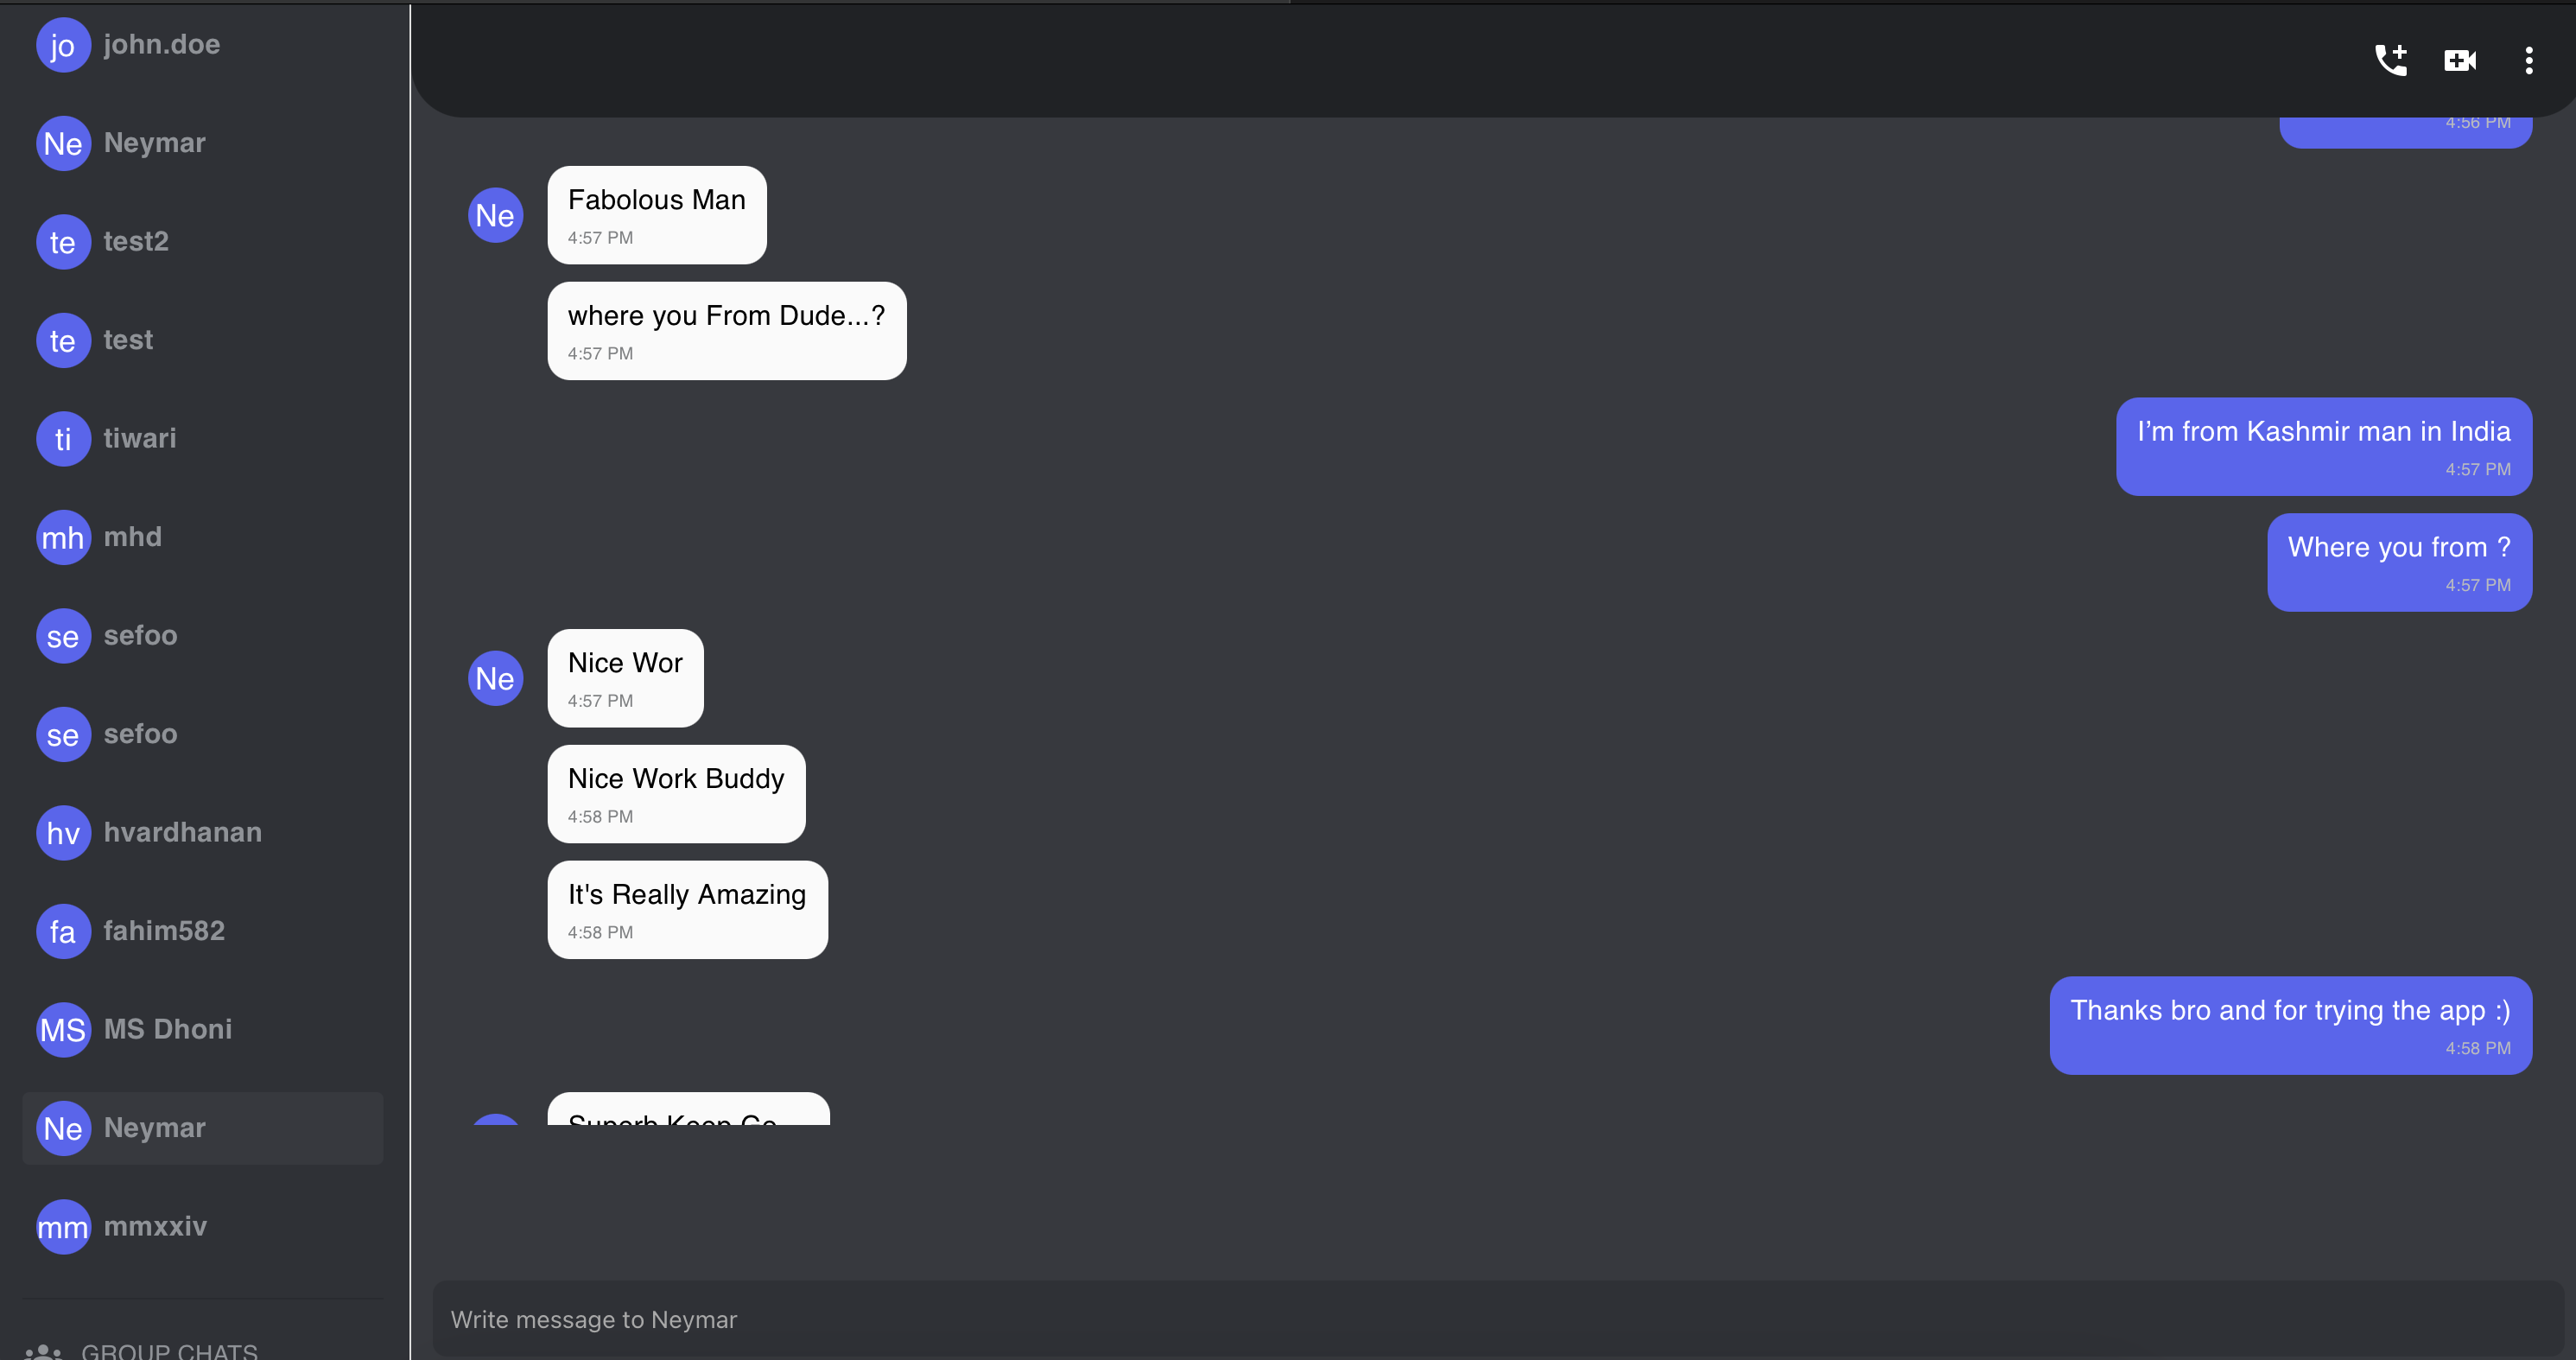 jo john.doe
Ne Neymar
te test2
te test
ti tiwari
mh mhd
se sefoo
se sefoo
hv hvardhanan
fa fahim582
MS MS Dhoni
Ne Neymar
mm mmxxiv
GROUP CHATS
4:56 PM
Ne
Fabolous Man
4:57 PM
where you From Dude...?
4:57 PM
I’m from Kashmir man in India
4:57 PM
Where you from ?
4:57 PM
Ne
Nice Wor
4:57 PM
Nice Work Buddy
4:58 PM
It's Really Amazing
4:58 PM
Thanks bro and for trying the app :)
4:58 PM
Superb Keep Go
Write message to Neymar